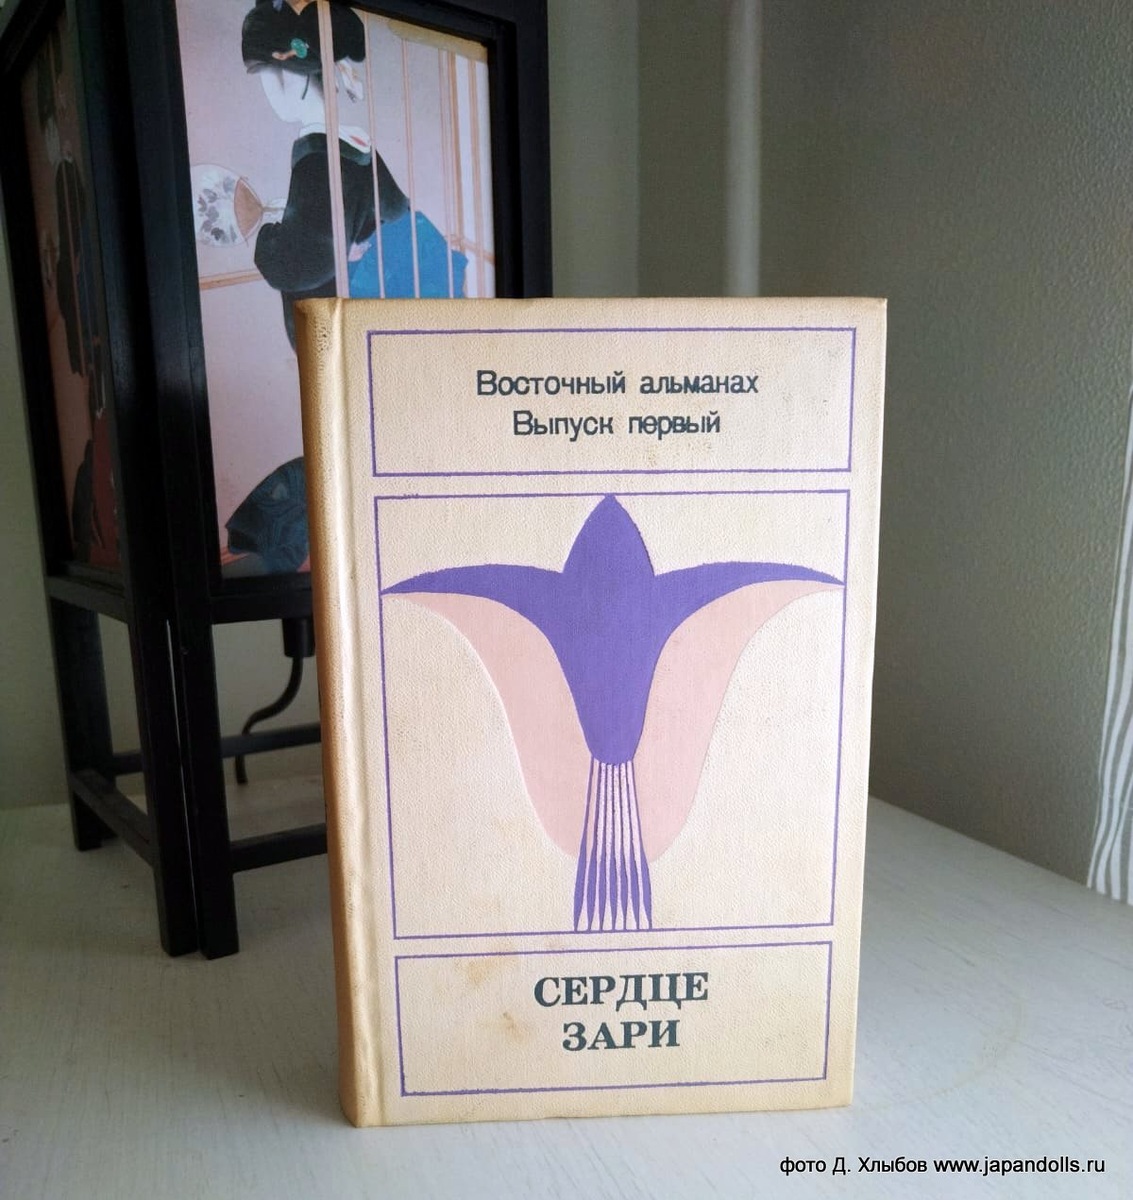 Восточный альманах
Выпуск первый
СЕРДЦЕ
ЗАРИ
фото Д. Хлыбов www.japandolls.ru